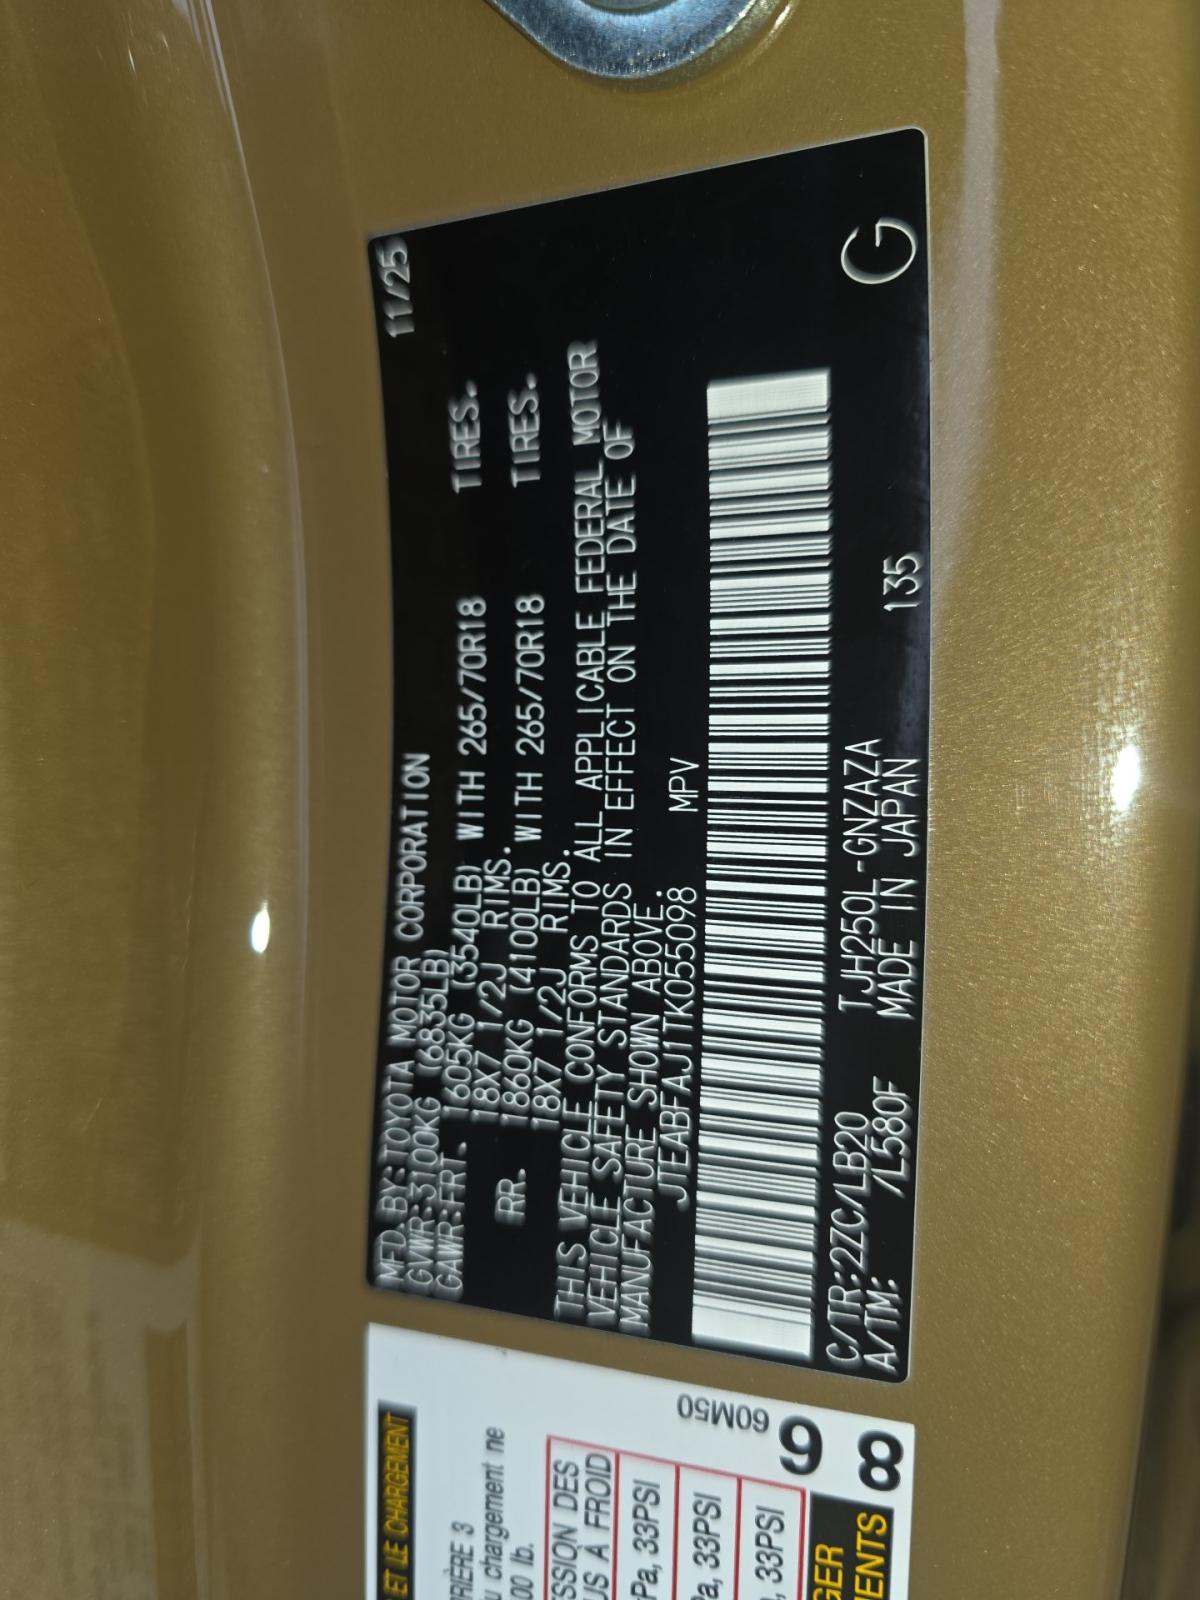 MFD. BY:TOYOTA MOTOR CORPORATION 11/25
GVWR:3100KG (6835LB)
GAWR:FRT. 1605KG (3540LB) WITH 265/70R18 TIRES.
18X7 1/2J RIMS.
RR. 1860KG (4100LB) WITH 265/70R18 TIRES.
18X7 1/2J RIMS.
THIS VEHICLE CONFORMS TO ALL APPLICABLE FEDERAL MOTOR
VEHICLE SAFETY STANDARDS IN EFFECT ON THE DATE OF
MANUFACTURE SHOWN ABOVE.
JTEABFAJ1TK055098 MPV
C/TR:2ZC/LB20 TJH250L-GNZAZA
A/TM: /L580F MADE IN JAPAN 135
G
ET LE CHARGEMENT
RRIÈRE 3
u chargement ne
00 lb.
ESSION DES
US À FROID
Pa, 33PSI
Pa, 33PSI
, 33PSI
GER
MENTS
60M50
9
8